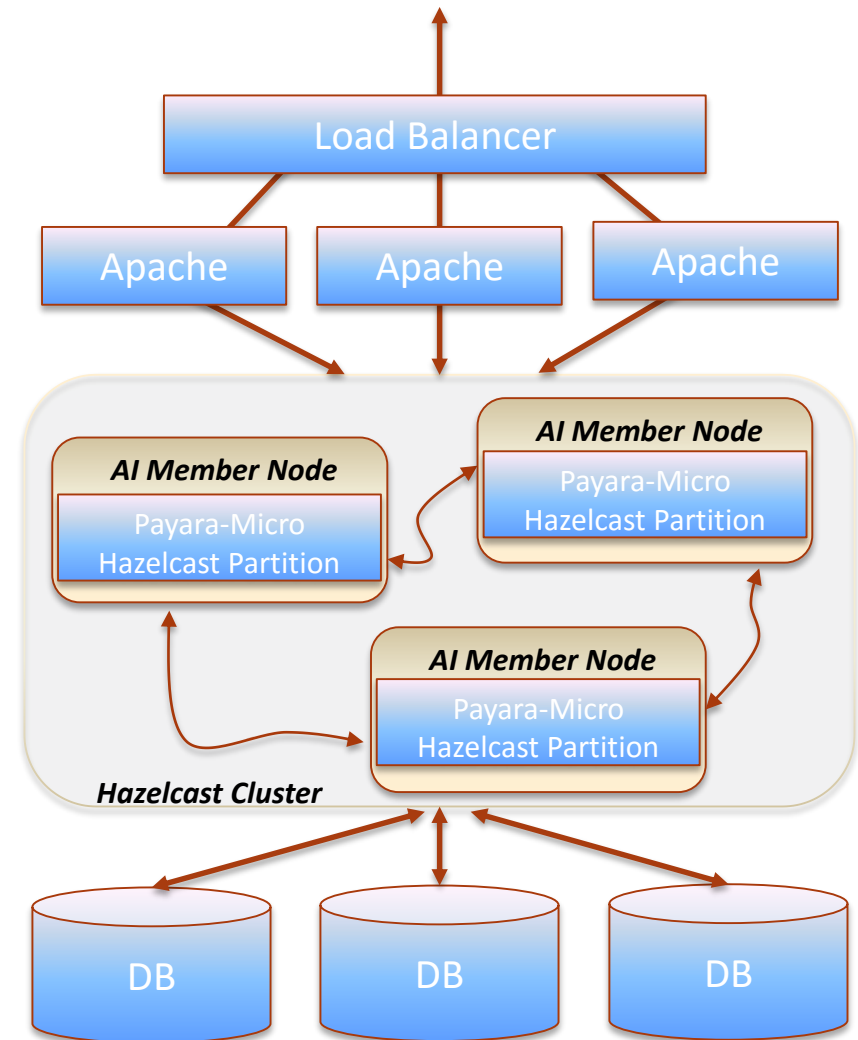 Load Balancer
Apache
Apache
Apache
AI Member Node
Payara-Micro
Hazelcast Partition
AI Member Node
Payara-Micro
Hazelcast Partition
AI Member Node
Payara-Micro
Hazelcast Partition
Hazelcast Cluster
DB
DB
DB